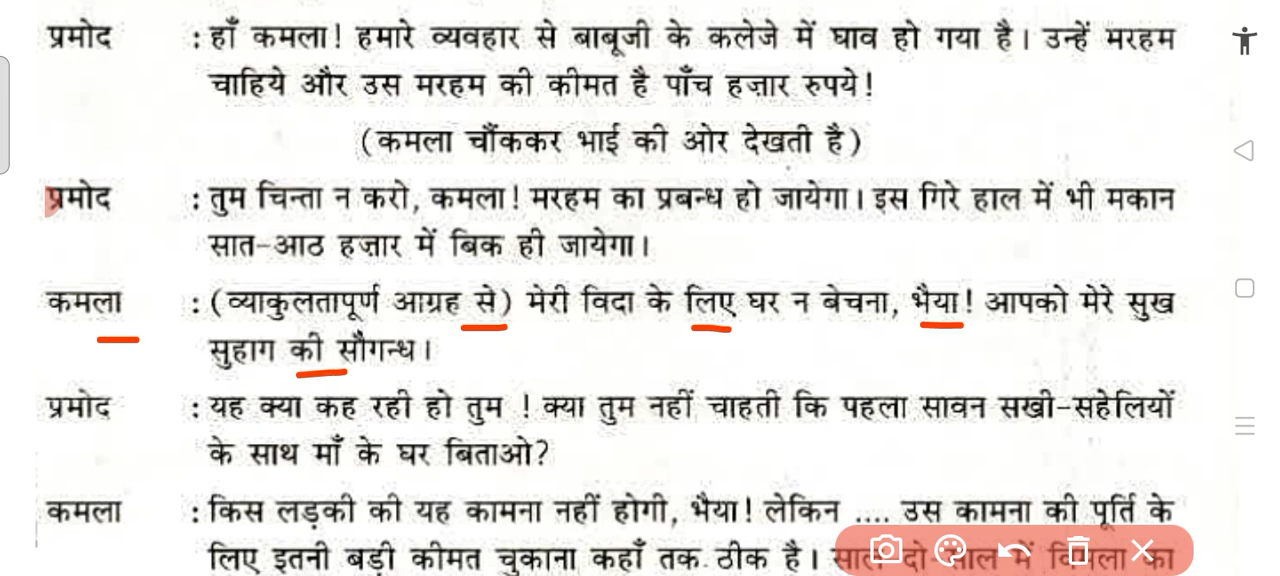 प्रमोद : हाँ कमला! हमारे व्यवहार से बाबूजी के कलेजे में घाव हो गया है। उन्हें मरहम
चाहिये और उस मरहम की कीमत है पाँच हज़ार रुपये!
(कमला चौंककर भाई की ओर देखती है)
प्रमोद : तुम चिन्ता न करो, कमला! मरहम का प्रबन्ध हो जायेगा। इस गिरे हाल में भी मकान
सात-आठ हज़ार में बिक ही जायेगा।
कमला : (व्याकुलतापूर्ण आग्रह से) मेरी विदा के लिए घर न बेचना, भैया! आपको मेरे सुख
सुहाग की सौगन्ध।
प्रमोद : यह क्या कह रही हो तुम ! क्या तुम नहीं चाहती कि पहला सावन सखी-सहेलियों
के साथ माँ के घर बिताओ?
कमला : किस लड़की की यह कामना नहीं होगी, भैया! लेकिन .... उस कामना की पूर्ति के
लिए इतनी बड़ी कीमत चुकाना कहाँ तक ठीक है। साल दो साल में विमला का